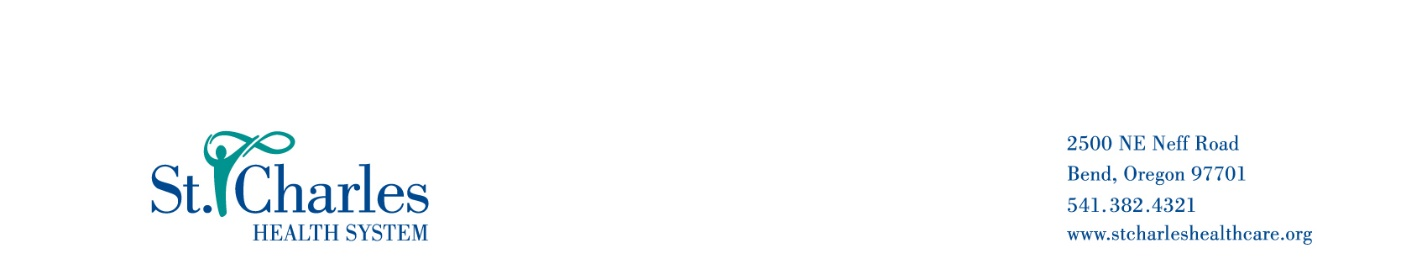 St. Charles
HEALTH SYSTEM
2500 NE Neff Road
Bend, Oregon 97701
541.382.4321
www.stcharleshealthcare.org